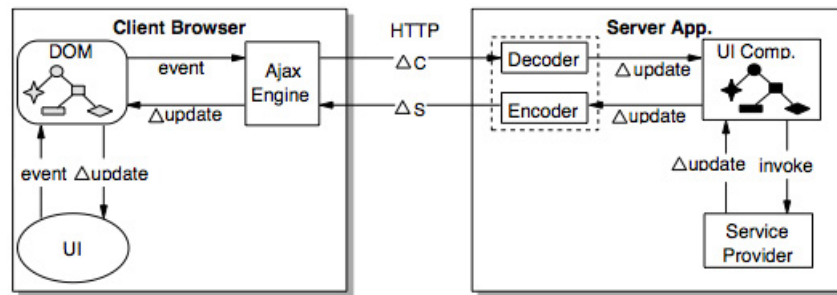 Client Browser
HTTP
Server App.
DOM
event
Ajax
Engine
△update
event △update
UI
△C
△S
Decoder
Encoder
△update
△update
UI Comp.
△update
invoke
Service
Provider